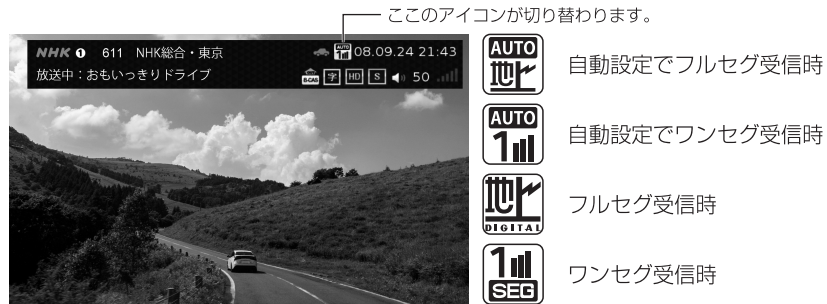 ここのアイコンが切り替わります。
NHK 1 611 NHK総合・東京 AUTO 1 08.09.24 21:43
放送中：おもいっきりドライブ B-CAS 字 HD S 50
AUTO 地 自動設定でフルセグ受信時
AUTO 1 自動設定でワンセグ受信時
地 DIGITAL フルセグ受信時
1 SEG ワンセグ受信時